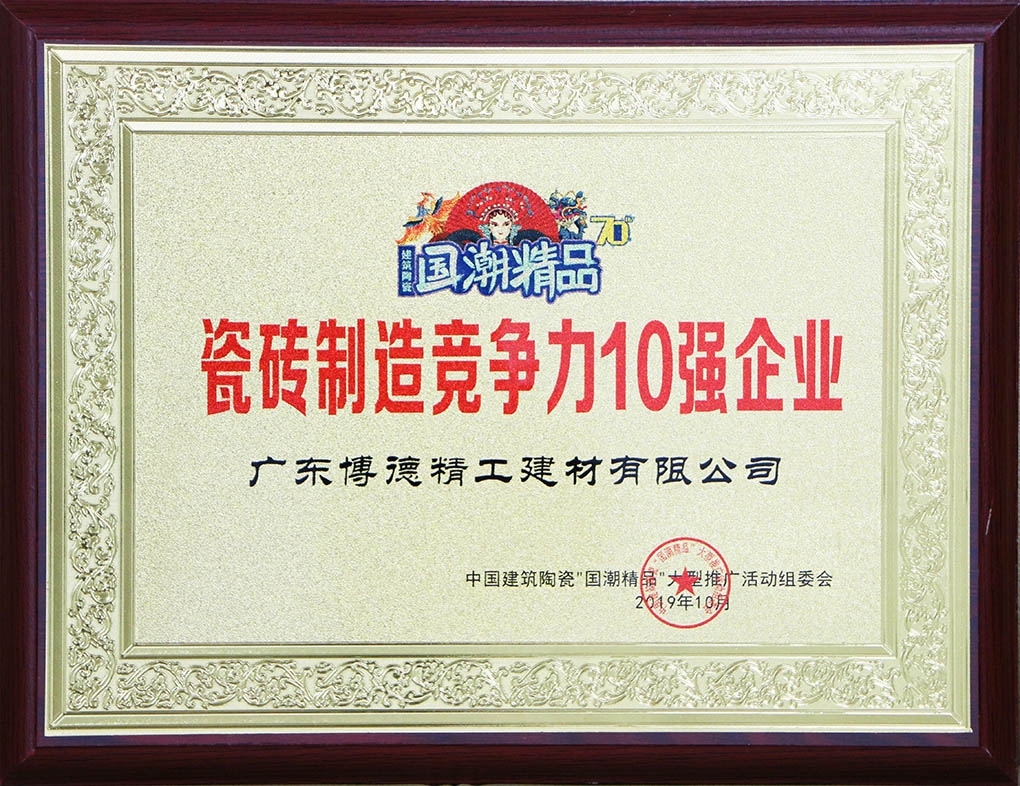 70th
建筑陶瓷
国潮精品
瓷砖制造竞争力10强企业
广东博德精工建材有限公司
中国建筑陶瓷"国潮精品"大型推广活动组委会
2019年10月